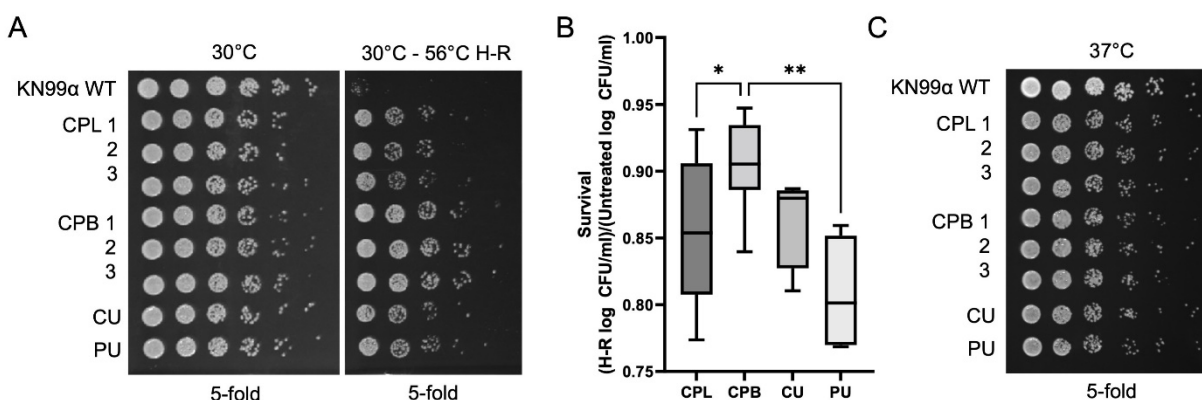 A
30°C
30°C - 56°C H-R
KN99α WT
CPL 1
2
3
CPB 1
2
3
CU
PU
5-fold
5-fold
B
Survival
(H-R log CFU/ml)/(Untreated log CFU/ml)
1.00
0.95
0.90
0.85
0.80
0.75
*
**
CPL
CPB
CU
PU
C
37°C
KN99α WT
CPL 1
2
3
CPB 1
2
3
CU
PU
5-fold